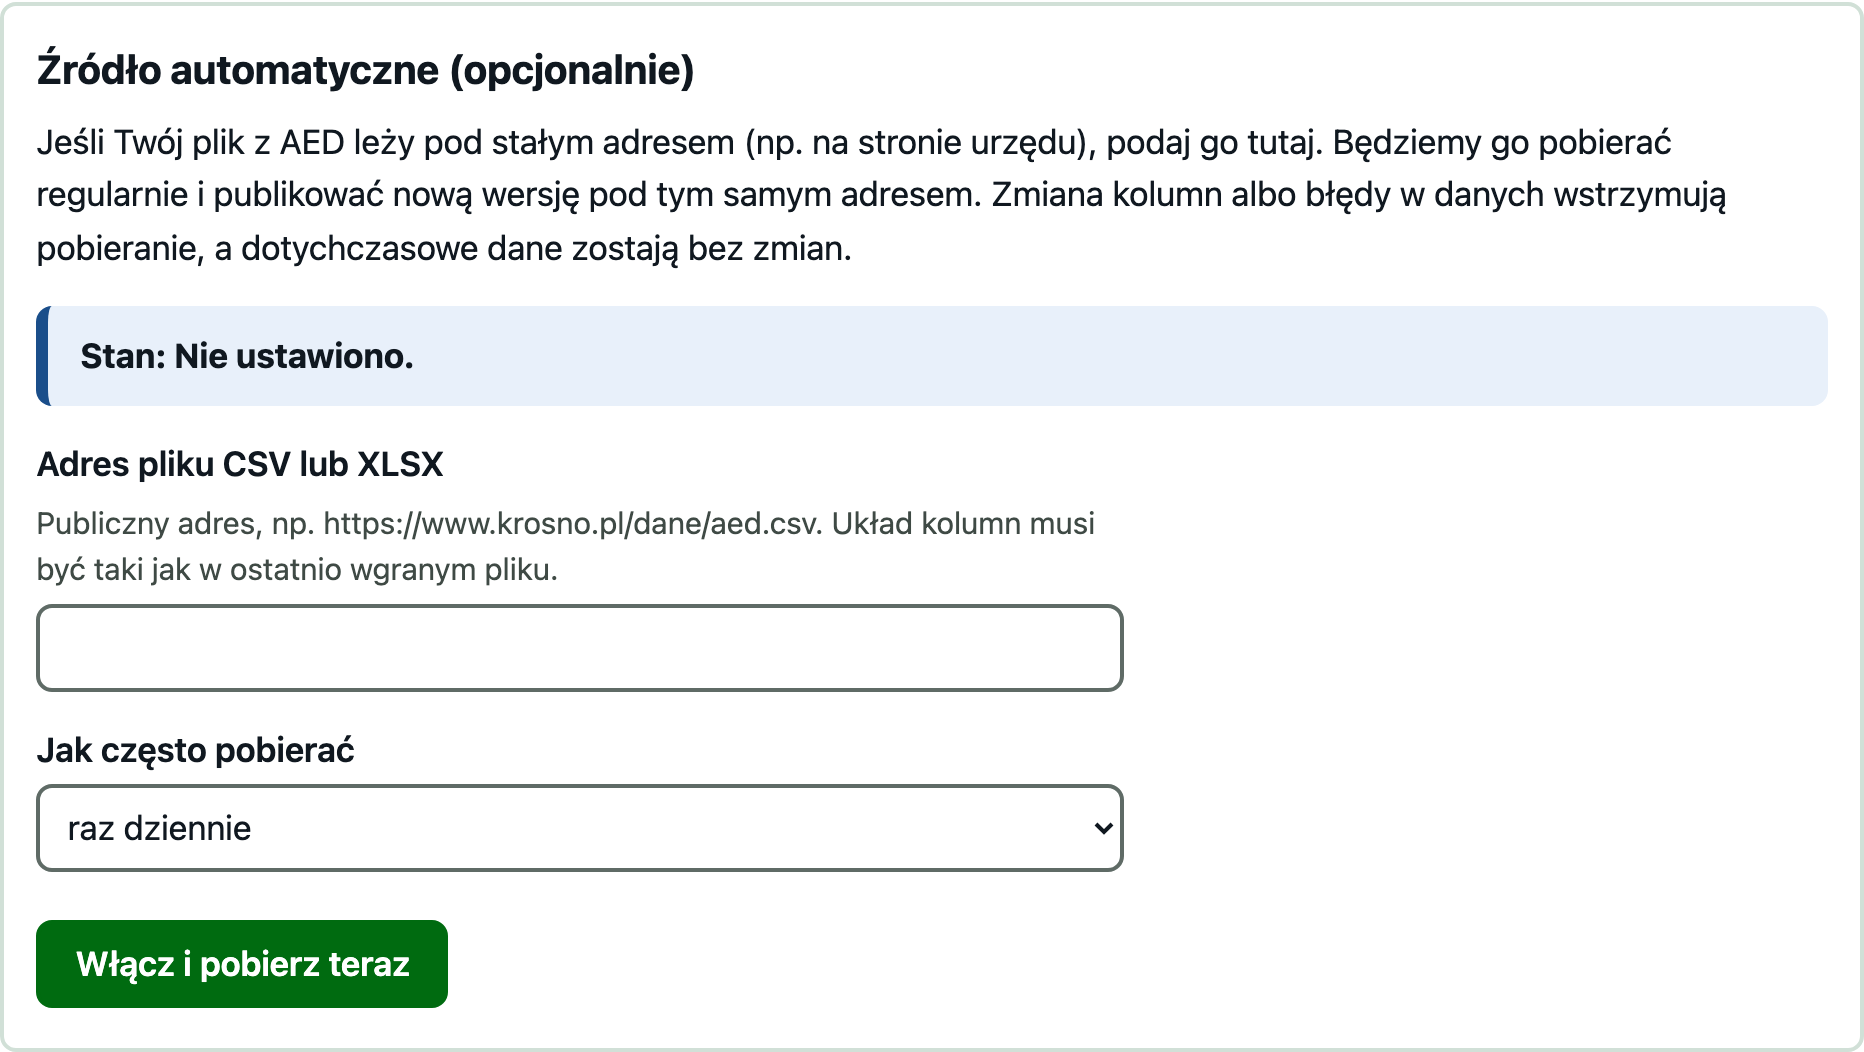 Źródło automatyczne (opcjonalnie)
Jeśli Twój plik z AED leży pod stałym adresem (np. na stronie urzędu), podaj go tutaj. Będziemy go pobierać
regularnie i publikować nową wersję pod tym samym adresem. Zmiana kolumn albo błędy w danych wstrzymują
pobieranie, a dotychczasowe dane zostają bez zmian.
Stan: Nie ustawiono.
Adres pliku CSV lub XLSX
Publiczny adres, np. https://www.krosno.pl/dane/aed.csv. Układ kolumn musi
być taki jak w ostatnio wgranym pliku.
Jak często pobierać
raz dziennie
Włącz i pobierz teraz